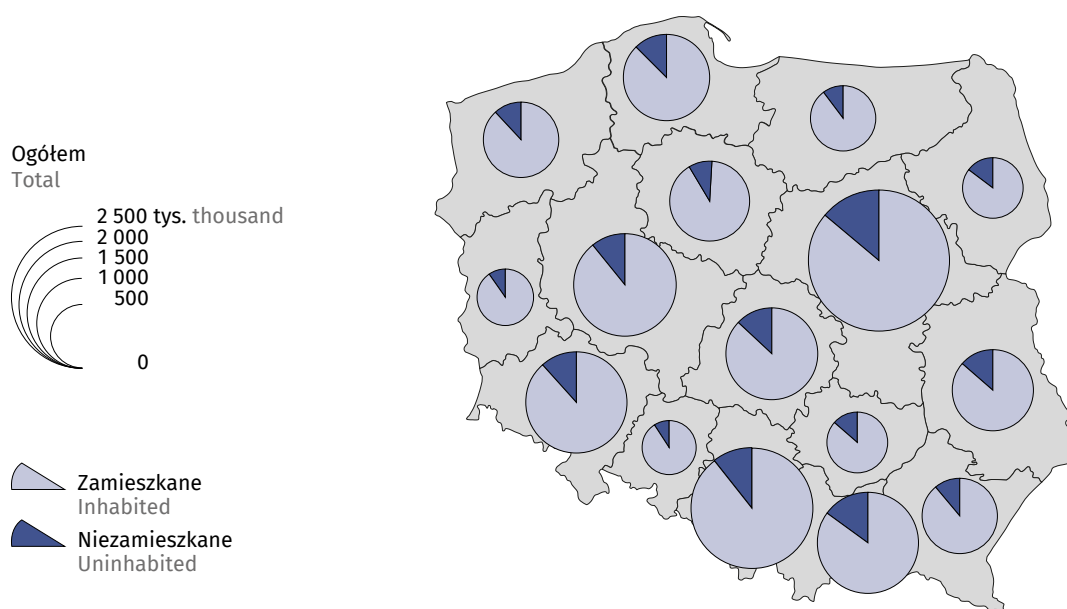 Ogółem
Total
2 500 tys. thousand
2 000
1 500
1 000
500
0
Zamieszkane
Inhabited
Niezamieszkane
Uninhabited